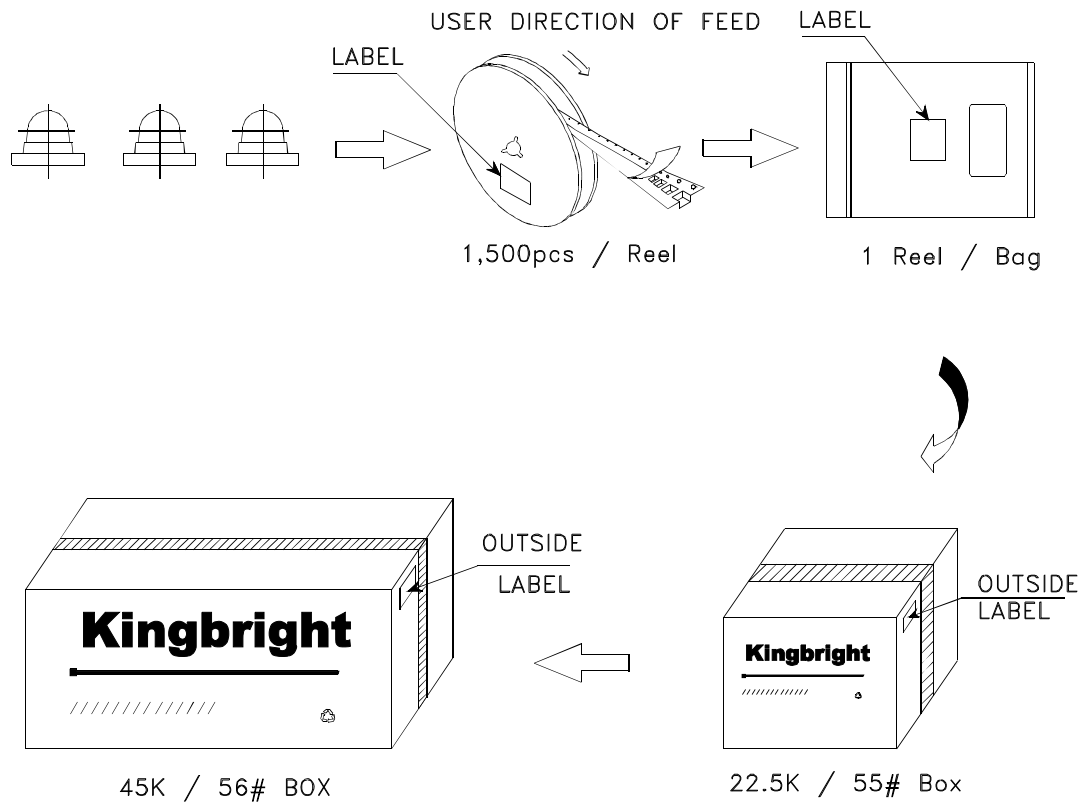 USER DIRECTION OF FEED
LABEL
LABEL
1,500pcs / Reel
1 Reel / Bag
OUTSIDE
LABEL
Kingbright
45K / 56# BOX
OUTSIDE
LABEL
Kingbright
22.5K / 55# Box